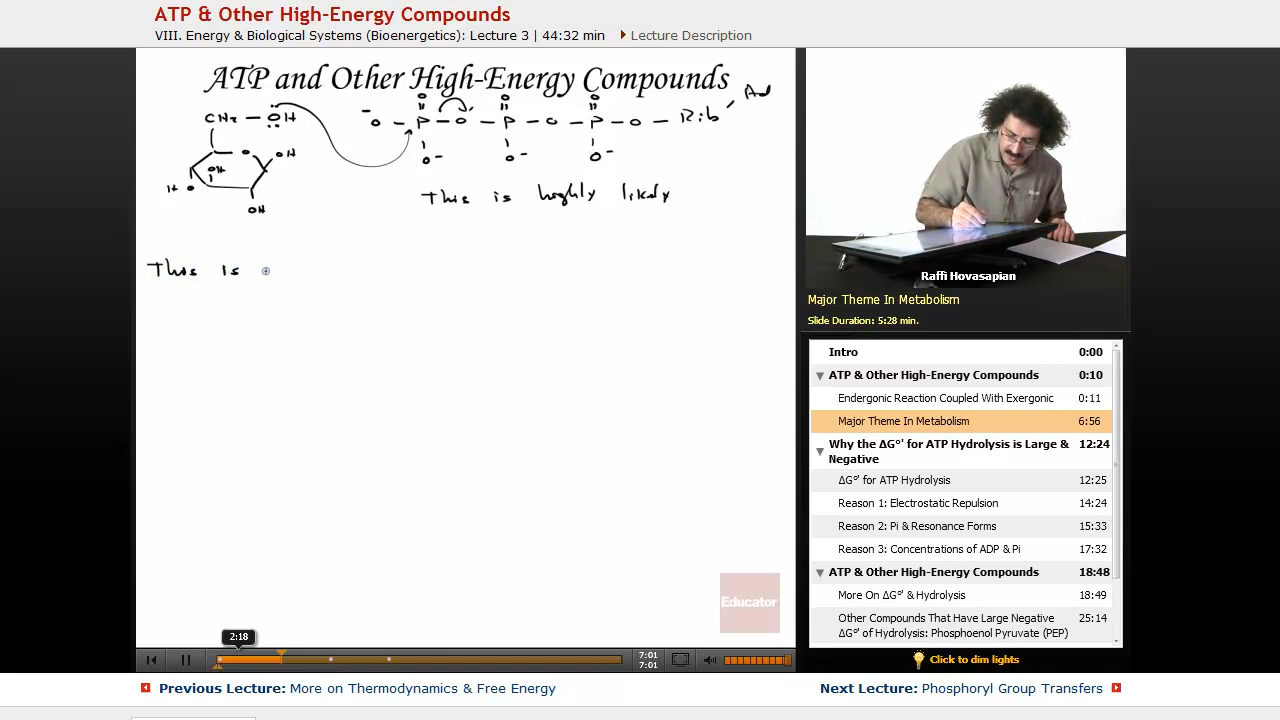 ATP & Other High-Energy Compounds
VIII. Energy & Biological Systems (Bioenergetics): Lecture 3 | 44:32 min
Lecture Description
ATP and Other High-Energy Compounds
O O O
CH2 — OH
- O — P — O — P — O — P — O — Rib Ad
O- O- O-
O OH
OH
H O
OH
This is highly likely
This is
Educator
Raffi Hovasapian
Major Theme In Metabolism
Slide Duration: 5:28 min.
Intro 0:00
ATP & Other High-Energy Compounds 0:10
Endergonic Reaction Coupled With Exergonic 0:11
Major Theme In Metabolism 6:56
Why the ΔG°' for ATP Hydrolysis is Large & 12:24
Negative
ΔG°' for ATP Hydrolysis 12:25
Reason 1: Electrostatic Repulsion 14:24
Reason 2: Pi & Resonance Forms 15:33
Reason 3: Concentrations of ADP & Pi 17:32
ATP & Other High-Energy Compounds 18:48
More On ΔG°' & Hydrolysis 18:49
Other Compounds That Have Large Negative 25:14
ΔG°' of Hydrolysis: Phosphoenol Pyruvate (PEP)
2:18
7:01
7:01
Click to dim lights
Previous Lecture: More on Thermodynamics & Free Energy
Next Lecture: Phosphoryl Group Transfers